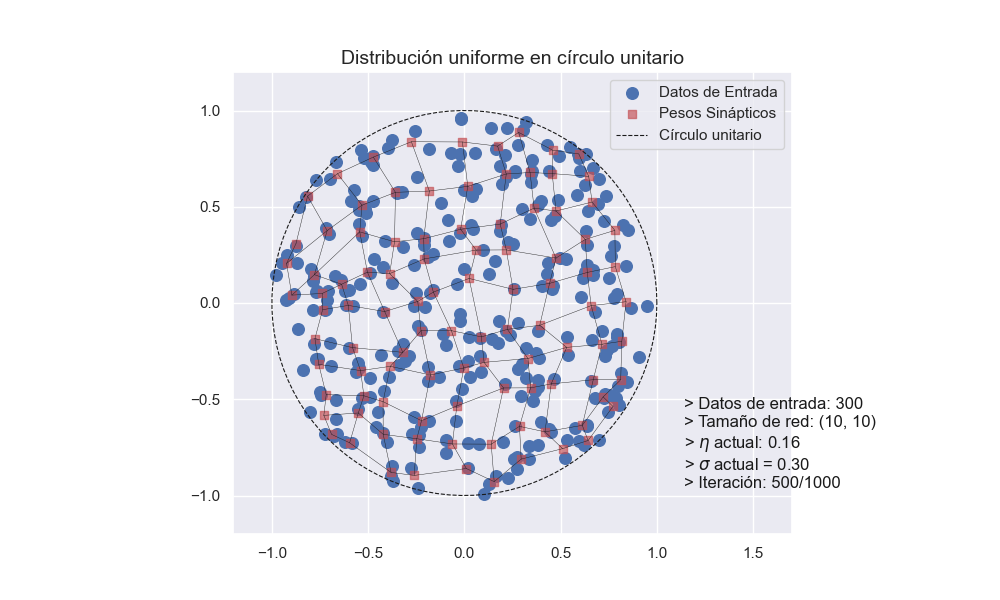 Distribución uniforme en círculo unitario
Datos de Entrada
Pesos Sinápticos
Círculo unitario
1.0
0.5
0.0
−0.5
−1.0
> Datos de entrada: 300
> Tamaño de red: (10, 10)
> η actual: 0.16
> σ actual = 0.30
> Iteración: 500/1000
−1.0 −0.5 0.0 0.5 1.0 1.5